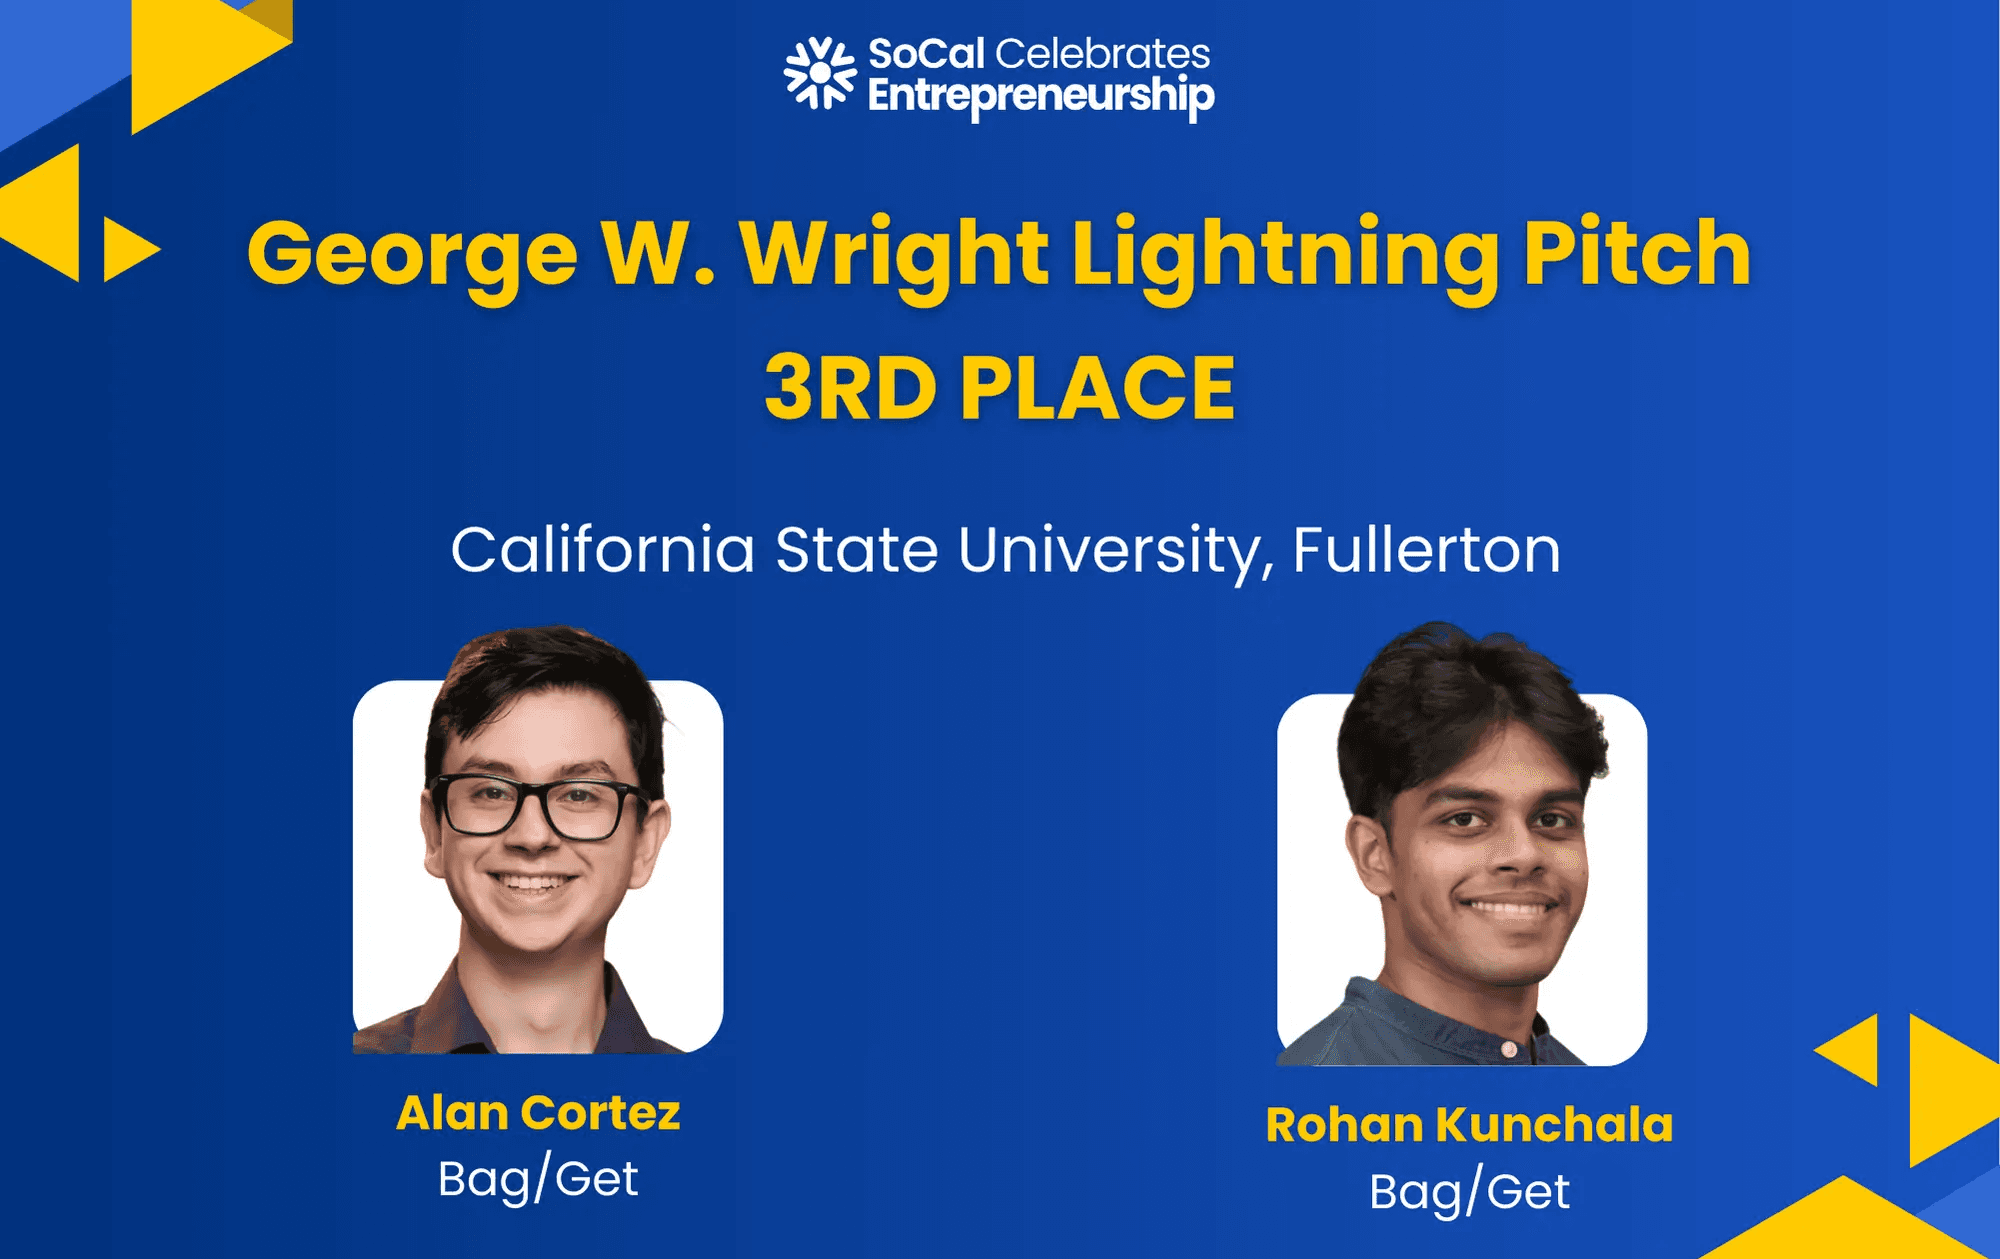 SoCal Celebrates
Entrepreneurship
George W. Wright Lightning Pitch
3RD PLACE
California State University, Fullerton
Alan Cortez
Bag/Get
Rohan Kunchala
Bag/Get